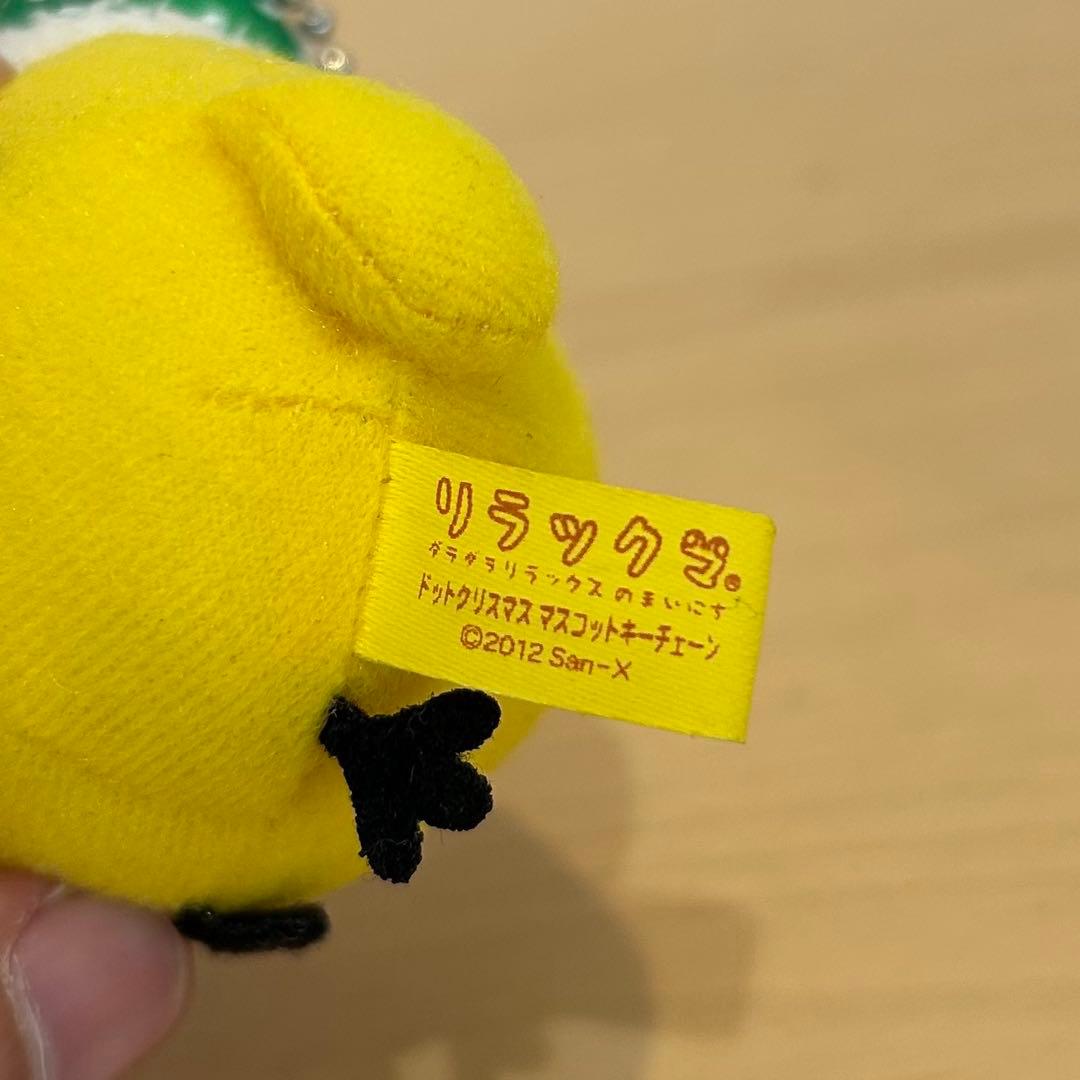 リラックマ®
ダラダラリラックス のまいにち
ドットクリスマス マスコットキーチェーン
©2012 San-X